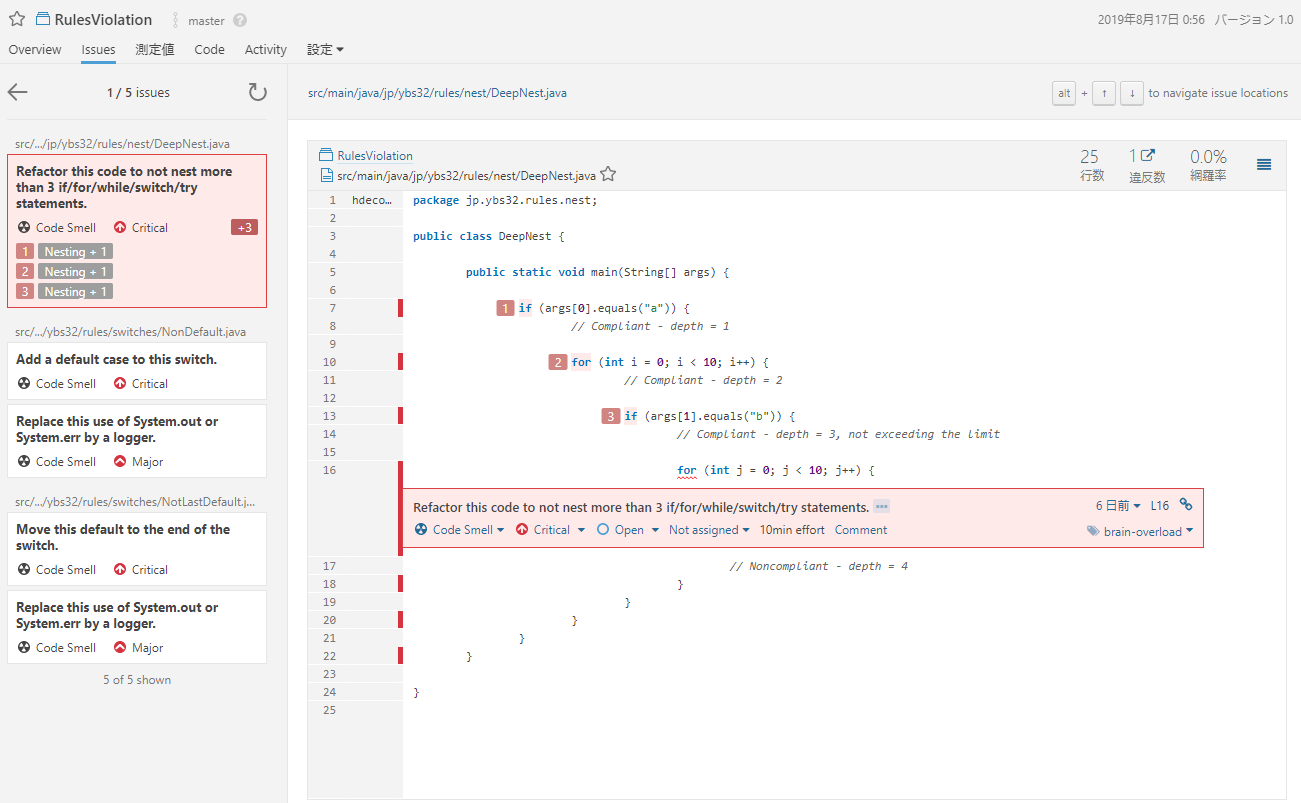 RulesViolation master ? 2019年8月17日 0:56 バージョン 1.0
Overview Issues 測定値 Code Activity 設定
1 / 5 issues
src/main/java/jp/ybs32/rules/nest/DeepNest.java
alt + ↑ ↓ to navigate issue locations
src/.../jp/ybs32/rules/nest/DeepNest.java
Refactor this code to not nest more
than 3 if/for/while/switch/try
statements.
Code Smell Critical +3
1 Nesting + 1
2 Nesting + 1
3 Nesting + 1
src/.../ybs32/rules/switches/NonDefault.java
Add a default case to this switch.
Code Smell Critical
Replace this use of System.out or
System.err by a logger.
Code Smell Major
src/.../ybs32/rules/switches/NotLastDefault.j...
Move this default to the end of the
switch.
Code Smell Critical
Replace this use of System.out or
System.err by a logger.
Code Smell Major
5 of 5 shown
RulesViolation
src/main/java/jp/ybs32/rules/nest/DeepNest.java
25 行数
1 違反数
0.0% 網羅率
1 hdeco... package jp.ybs32.rules.nest;
2
3 public class DeepNest {
4
5 public static void main(String[] args) {
6
7 1 if (args[0].equals("a")) {
8 // Compliant - depth = 1
9
10 2 for (int i = 0; i < 10; i++) {
11 // Compliant - depth = 2
12
13 3 if (args[1].equals("b")) {
14 // Compliant - depth = 3, not exceeding the limit
15
16 for (int j = 0; j < 10; j++) {
Refactor this code to not nest more than 3 if/for/while/switch/try statements. ... 6 日前 L16
Code Smell Critical Open Not assigned 10min effort Comment brain-overload
17 // Noncompliant - depth = 4
18 }
19 }
20 }
21 }
22 }
23
24 }
25